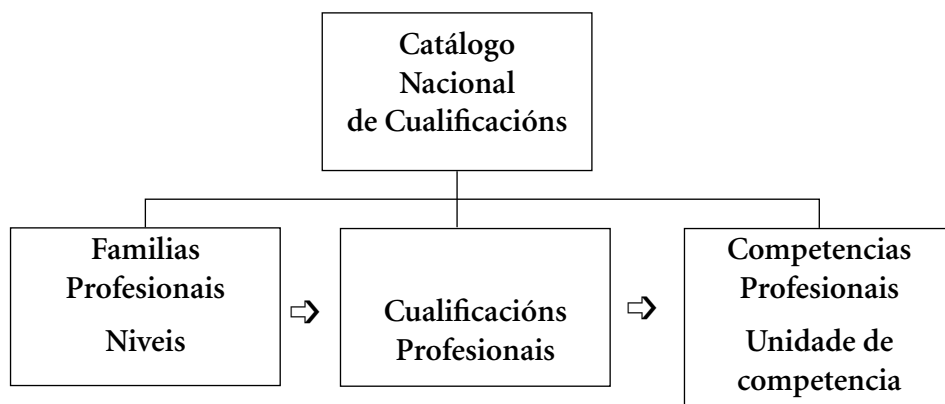 Catálogo
Nacional
de Cualificacións
Familias
Profesionais
Niveis
Cualificacións
Profesionais
Competencias
Profesionais
Unidade de
competencia